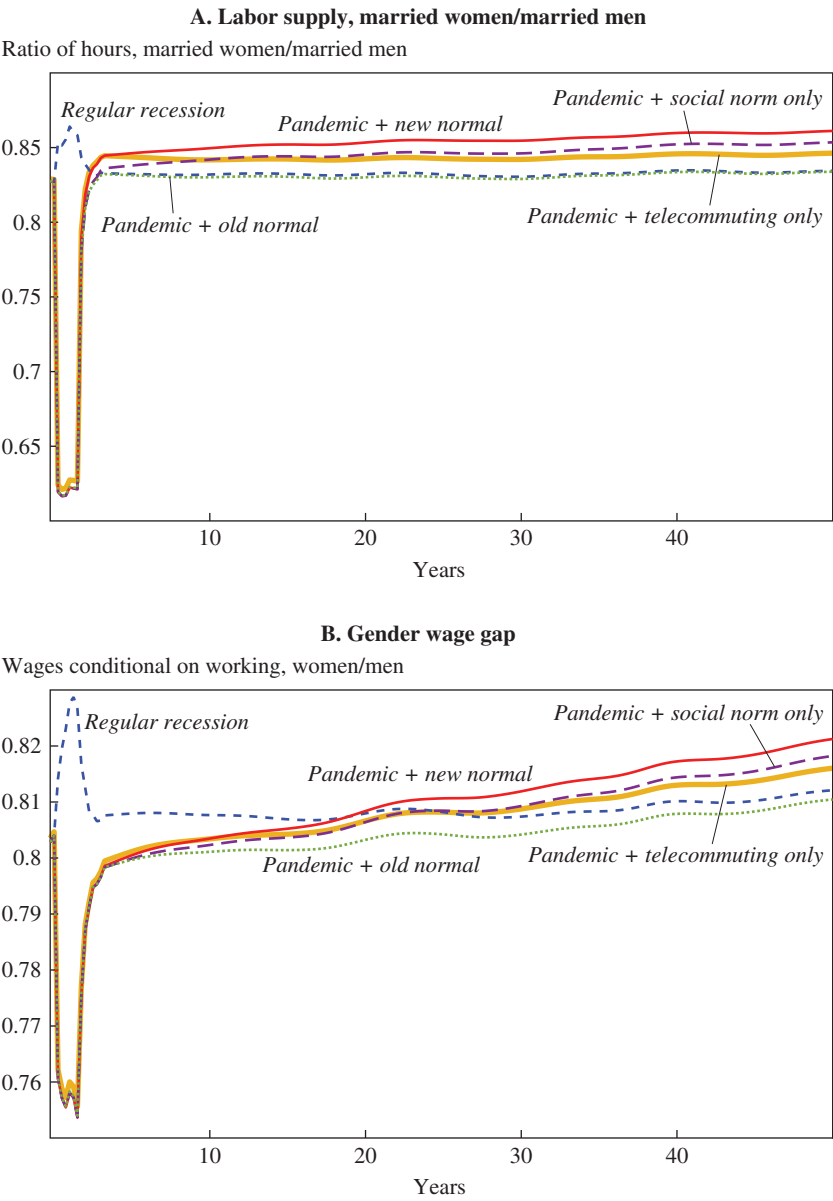 A. Labor supply, married women/married men
Ratio of hours, married women/married men
Regular recession
Pandemic + social norm only
Pandemic + new normal
0.85
Pandemic + old normal
Pandemic + telecommuting only
0.8
0.75
0.7
0.65
10 20 30 40
Years
B. Gender wage gap
Wages conditional on working, women/men
Regular recession
Pandemic + social norm only
0.82
Pandemic + new normal
0.81
0.8
Pandemic + old normal
Pandemic + telecommuting only
0.79
0.78
0.77
0.76
10 20 30 40
Years